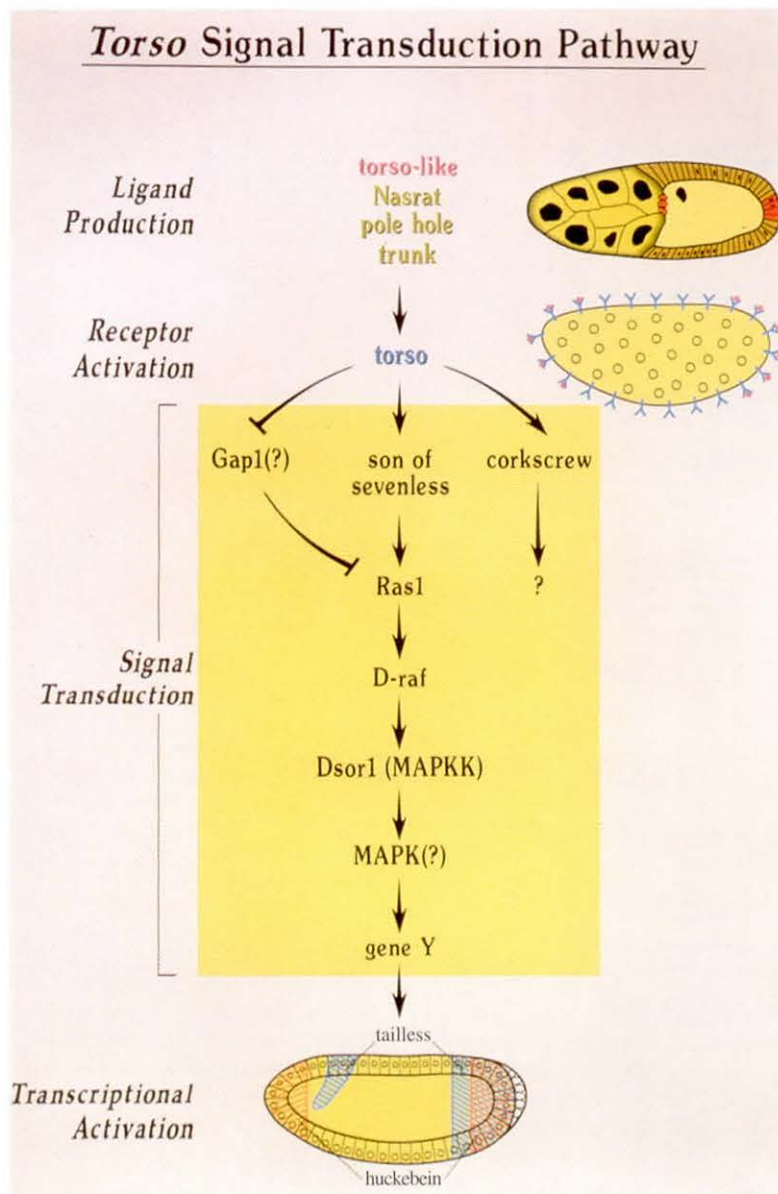 Torso Signal Transduction Pathway
Ligand
Production
torso-like
Nasrat
pole hole
trunk
Receptor
Activation
torso
Gap1(?)
son of
sevenless
corkscrew
Ras1
?
Signal
Transduction
D-raf
Dsor1 (MAPKK)
MAPK(?)
gene Y
tailless
Transcriptional
Activation
huckebein